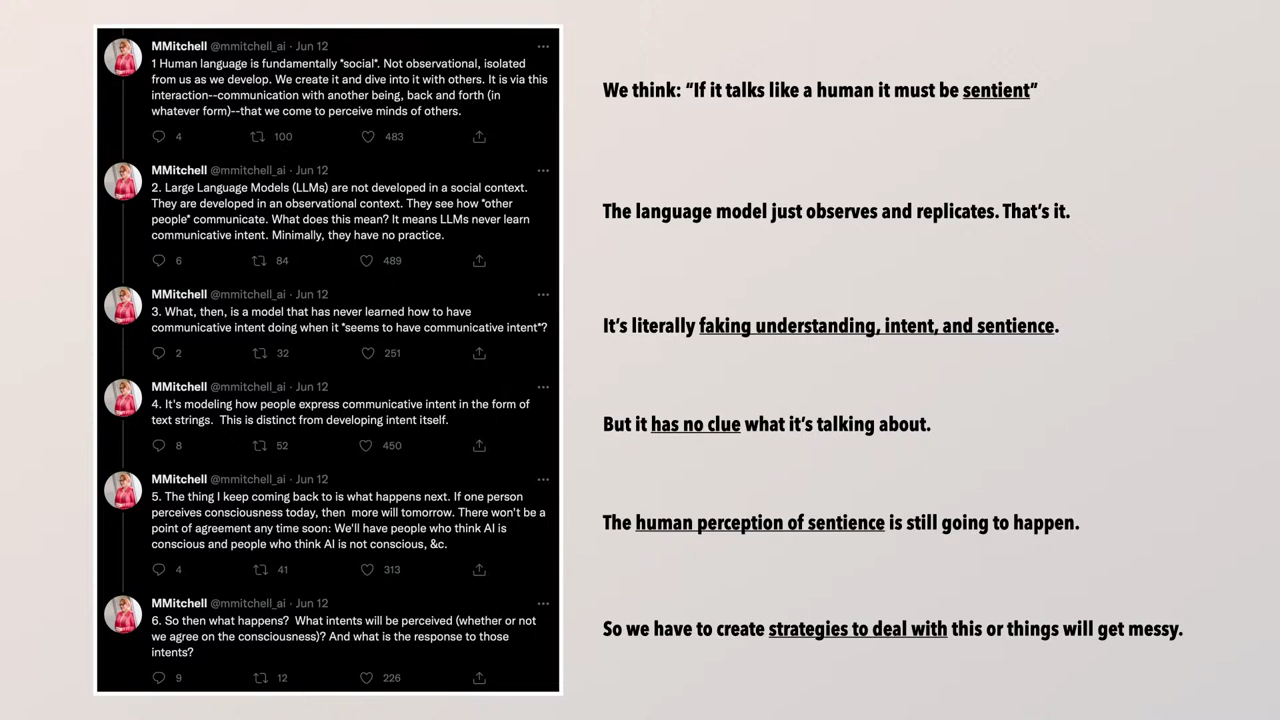 MMitchell @mmitchell_ai · Jun 12 ...
1 Human language is fundamentally *social*. Not observational, isolated
from us as we develop. We create it and dive into it with others. It is via this
interaction--communication with another being, back and forth (in
whatever form)--that we come to perceive minds of others.
4 100 483
We think: “If it talks like a human it must be sentient”
MMitchell @mmitchell_ai · Jun 12 ...
2. Large Language Models (LLMs) are not developed in a social context.
They are developed in an observational context. They see how *other
people* communicate. What does this mean? It means LLMs never learn
communicative intent. Minimally, they have no practice.
6 84 489
The language model just observes and replicates. That’s it.
MMitchell @mmitchell_ai · Jun 12 ...
3. What, then, is a model that has never learned how to have
communicative intent doing when it *seems to have communicative intent*?
2 32 251
It’s literally faking understanding, intent, and sentience.
MMitchell @mmitchell_ai · Jun 12 ...
4. It's modeling how people express communicative intent in the form of
text strings.  This is distinct from developing intent itself.
8 52 450
But it has no clue what it’s talking about.
MMitchell @mmitchell_ai · Jun 12 ...
5. The thing I keep coming back to is what happens next. If one person
perceives consciousness today, then  more will tomorrow. There won't be a
point of agreement any time soon: We'll have people who think AI is
conscious and people who think AI is not conscious, &c.
4 41 313
The human perception of sentience is still going to happen.
MMitchell @mmitchell_ai · Jun 12 ...
6. So then what happens?  What intents will be perceived (whether or not
we agree on the consciousness)? And what is the response to those
intents?
9 12 226
So we have to create strategies to deal with this or things will get messy.